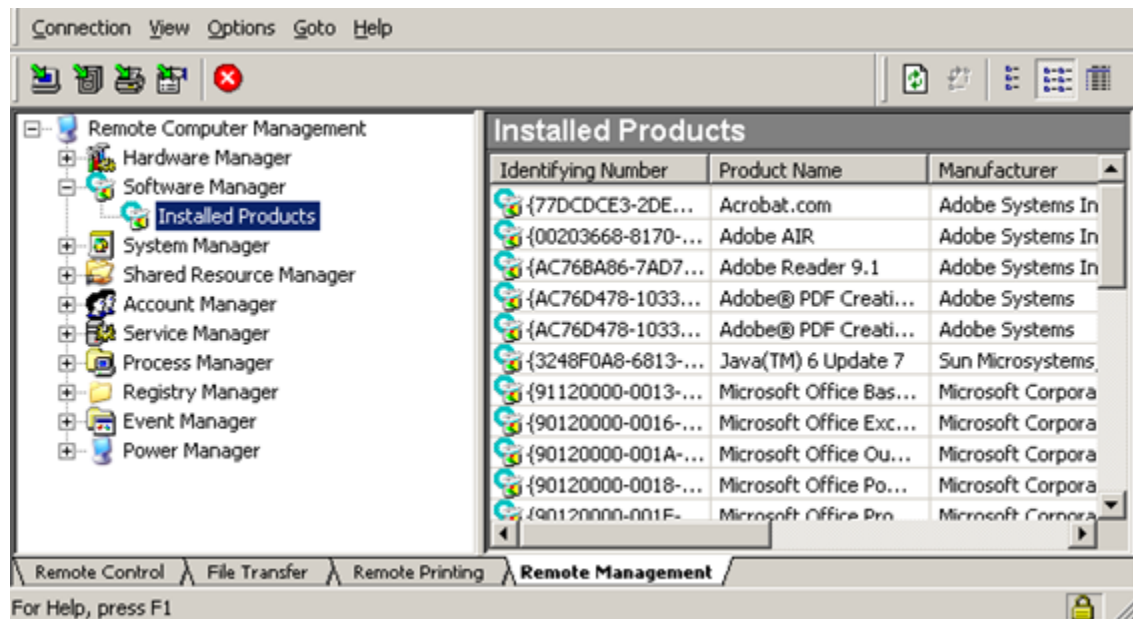 Connection View Options Goto Help
Remote Computer Management
Hardware Manager
Software Manager
Installed Products
System Manager
Shared Resource Manager
Account Manager
Service Manager
Process Manager
Registry Manager
Event Manager
Power Manager
Installed Products
Identifying Number Product Name Manufacturer
{77DCDCE3-2DE... Acrobat.com Adobe Systems In
{00203668-8170-... Adobe AIR Adobe Systems In
{AC76BA86-7AD7... Adobe Reader 9.1 Adobe Systems In
{AC76D478-1033... Adobe® PDF Creati... Adobe Systems
{AC76D478-1033... Adobe® PDF Creati... Adobe Systems
{3248F0A8-6813-... Java(TM) 6 Update 7 Sun Microsystems,
{91120000-0013-... Microsoft Office Bas... Microsoft Corpora
{90120000-0016-... Microsoft Office Exc... Microsoft Corpora
{90120000-001A-... Microsoft Office Ou... Microsoft Corpora
{90120000-0018-... Microsoft Office Po... Microsoft Corpora
Microsoft Office Pro Microsoft Corpora
Remote Control File Transfer Remote Printing Remote Management
For Help, press F1